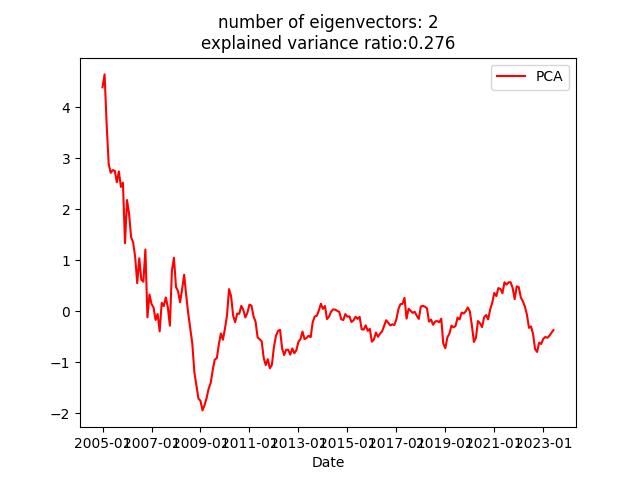 number of eigenvectors: 2
explained variance ratio:0.276
PCA
4
3
2
1
0
−1
−2
2005-01 2007-01 2009-01 2011-01 2013-01 2015-01 2017-01 2019-01 2021-01 2023-01
Date